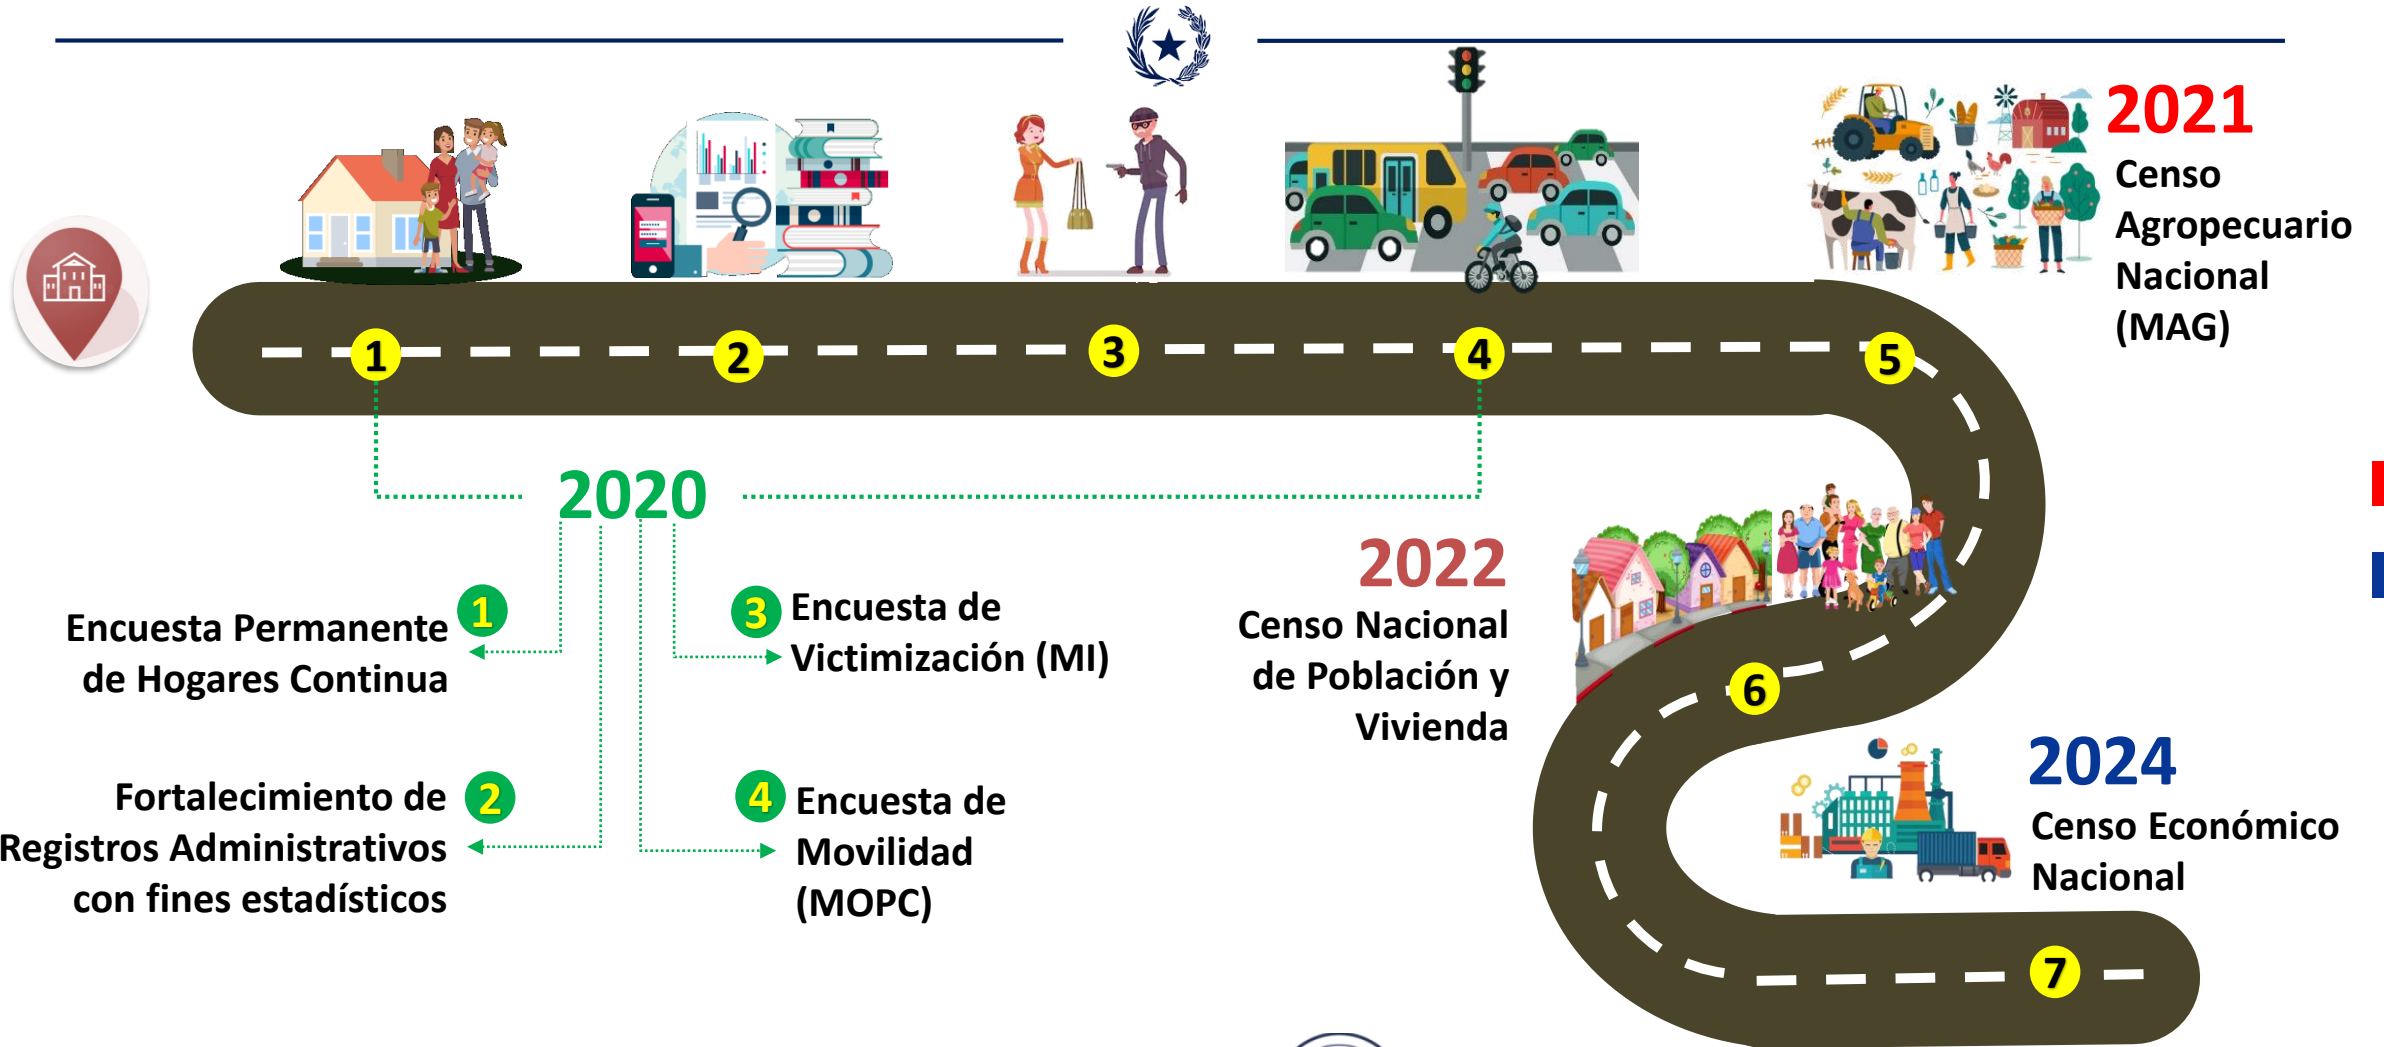 2021
Censo
Agropecuario
Nacional
(MAG)
1
2
3
4
5
2020
1
Encuesta Permanente
de Hogares Continua
3
Encuesta de
Victimización (MI)
2
Fortalecimiento de
Registros Administrativos
con fines estadísticos
4
Encuesta de
Movilidad
(MOPC)
2022
Censo Nacional
de Población y
Vivienda
6
2024
Censo Económico
Nacional
7